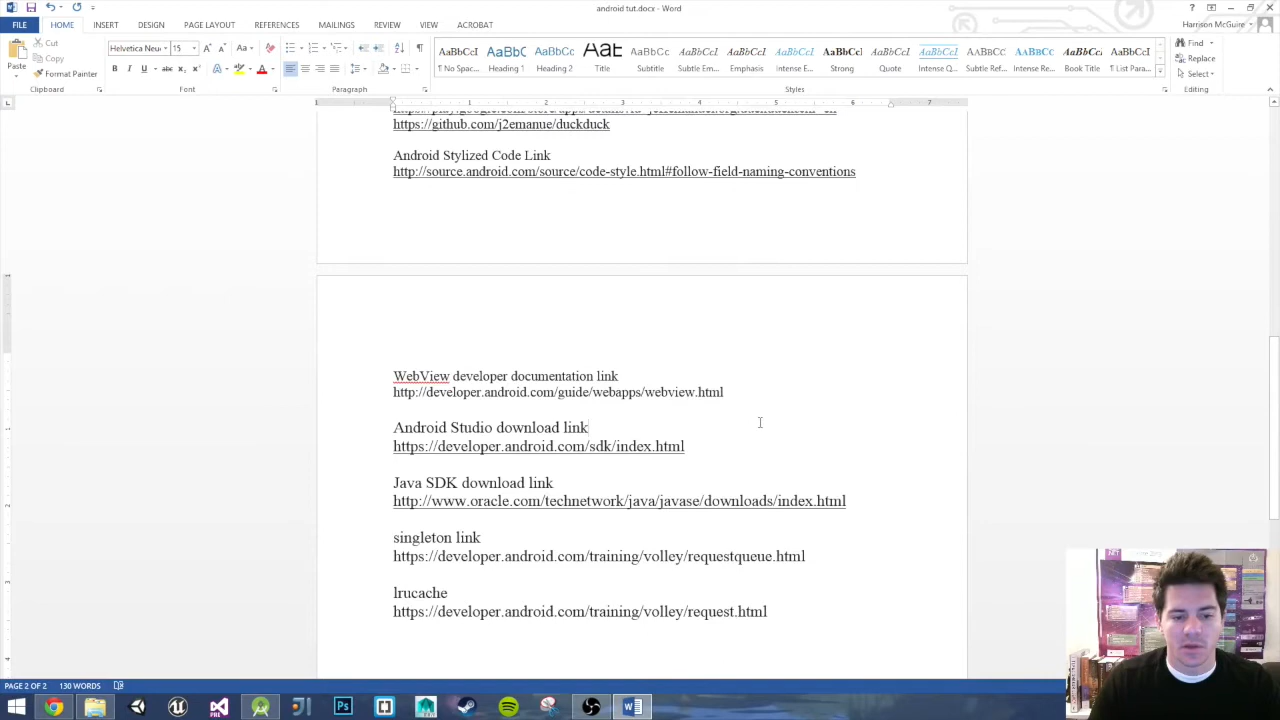 android tut.docx - Word
FILE HOME INSERT DESIGN PAGE LAYOUT REFERENCES MAILINGS REVIEW VIEW ACROBAT
Harrison McGuire
Paste
Cut
Copy
Format Painter
Clipboard
Helvetica Neue 15
Font
Paragraph
AaBbCcI AaBbC AaBbCc AaB AaBbCc AaBbCcI AaBbCcI AaBbCcI AaBbCcI AaBbCcI AaBbCcI AaBbCc AaBbCc AaBbCcI AaBbCcI
¶ No Spac... Heading 1 Heading 2 Title Subtitle Subtle Em... Emphasis Intense E... Strong Quote Intense Q... Subtle Ref... Intense Re... Book Title ¶ List Para...
Styles
Find
Replace
Select
Editing
https://github.com/j2emanue/duckduck
Android Stylized Code Link
http://source.android.com/source/code-style.html#follow-field-naming-conventions
WebView developer documentation link
http://developer.android.com/guide/webapps/webview.html
Android Studio download link
https://developer.android.com/sdk/index.html
Java SDK download link
http://www.oracle.com/technetwork/java/javase/downloads/index.html
singleton link
https://developer.android.com/training/volley/requestqueue.html
lrucache
https://developer.android.com/training/volley/request.html
PAGE 2 OF 2 130 WORDS